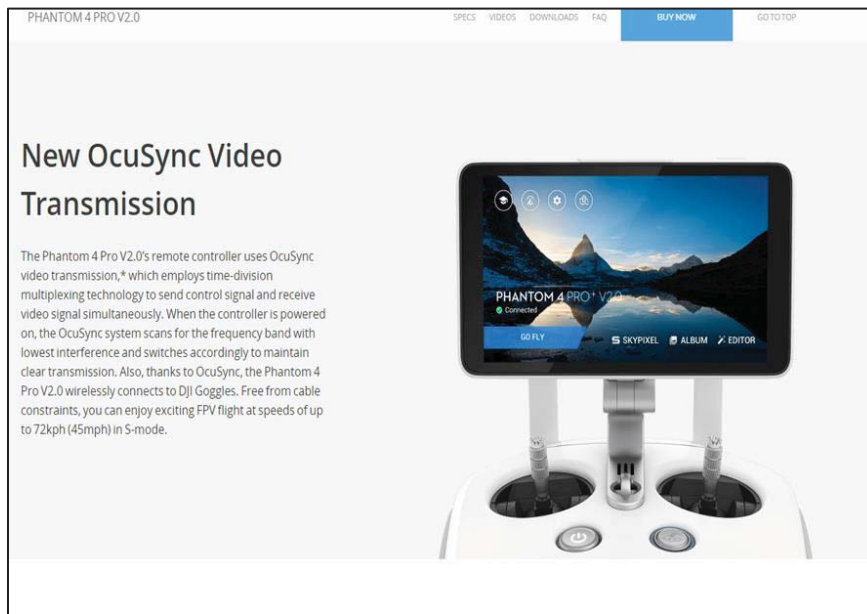 PHANTOM 4 PRO V2.0
SPECS VIDEOS DOWNLOADS FAQ BUY NOW GO TO TOP
New OcuSync Video
Transmission
The Phantom 4 Pro V2.0's remote controller uses OcuSync
video transmission,* which employs time-division
multiplexing technology to send control signal and receive
video signal simultaneously. When the controller is powered
on, the OcuSync system scans for the frequency band with
lowest interference and switches accordingly to maintain
clear transmission. Also, thanks to OcuSync, the Phantom 4
Pro V2.0 wirelessly connects to DJI Goggles. Free from cable
constraints, you can enjoy exciting FPV flight at speeds of up
to 72kph (45mph) in S-mode.
PHANTOM 4 PRO+ V2.0
Connected
GO FLY
SKYPIXEL ALBUM EDITOR